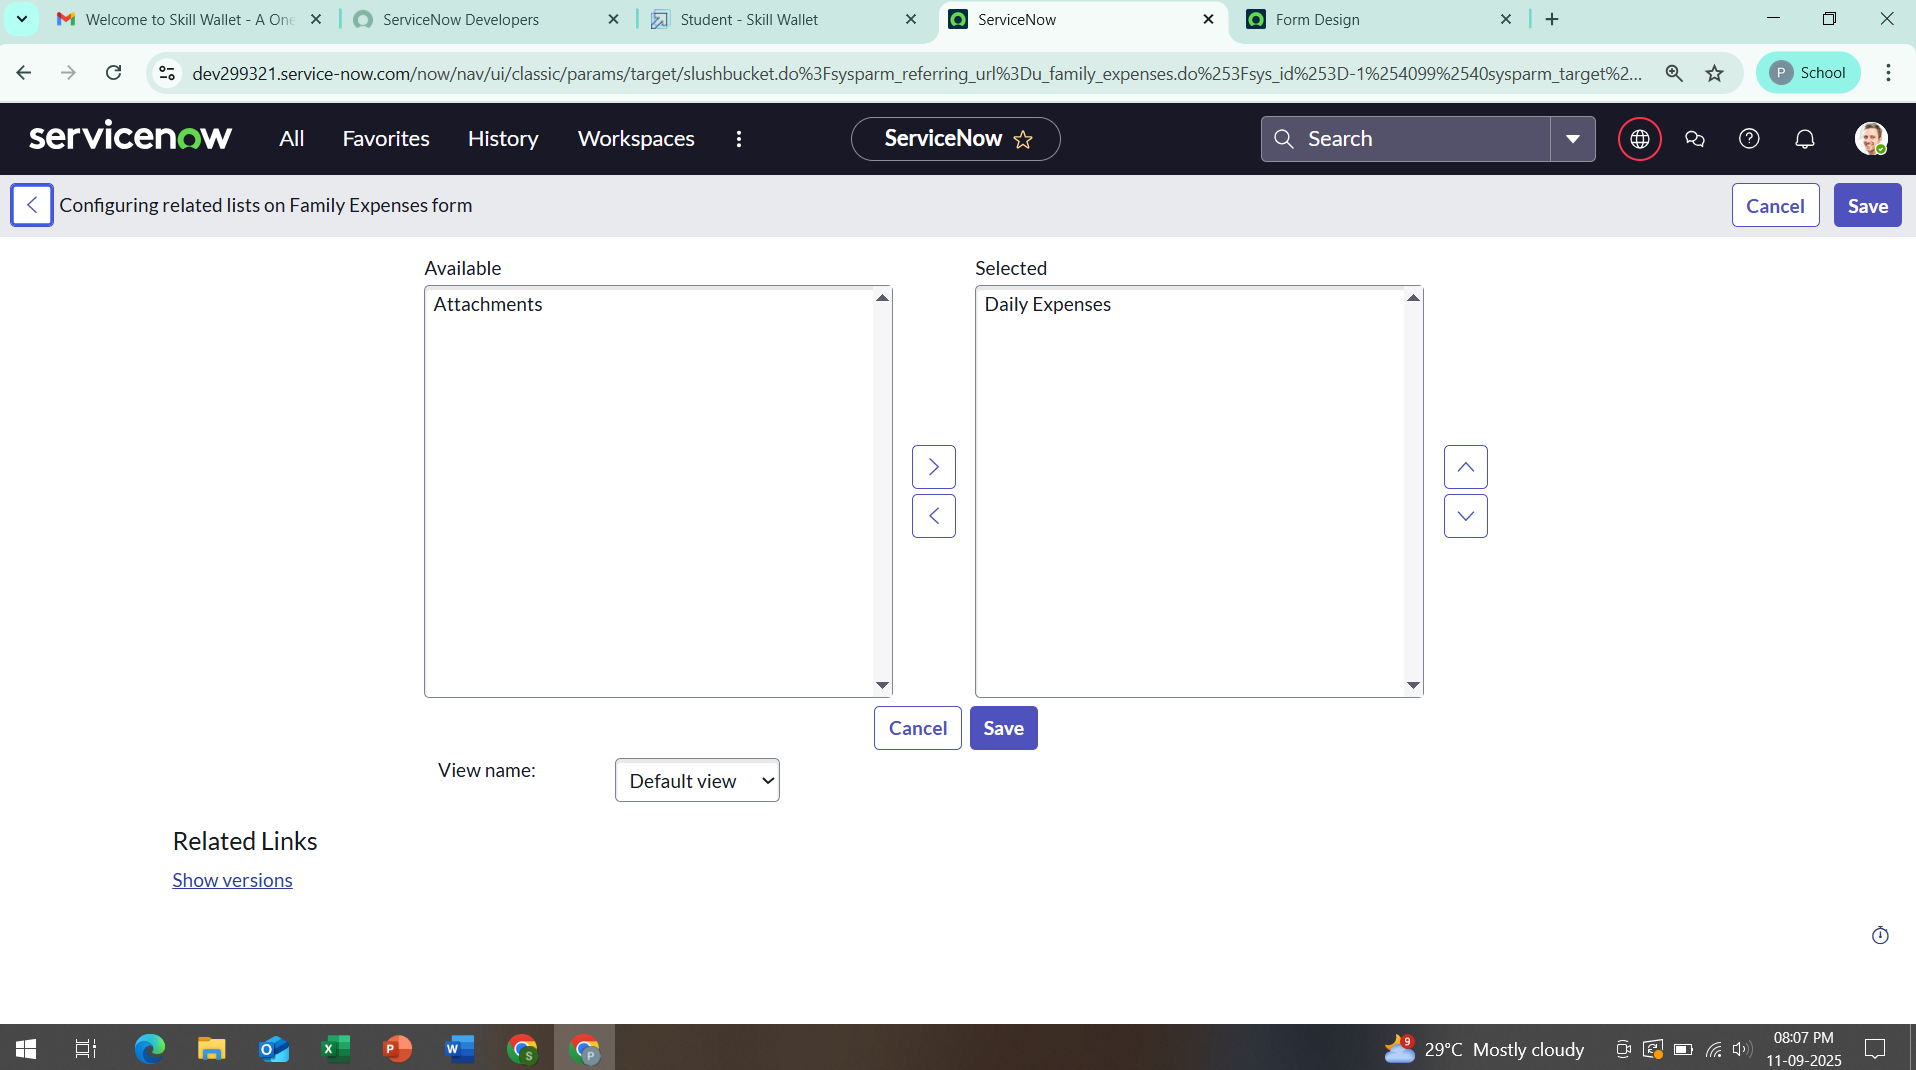 Welcome to Skill Wallet - A One
ServiceNow Developers
Student - Skill Wallet
ServiceNow
Form Design
dev299321.service-now.com/now/nav/ui/classic/params/target/slushbucket.do%3Fsysparm_referring_url%3Du_family_expenses.do%253Fsys_id%253D-1%254099%2540sysparm_target%2...
P School
servicenow
All
Favorites
History
Workspaces
ServiceNow
Search
Configuring related lists on Family Expenses form
Cancel
Save
Available
Selected
Attachments
Daily Expenses
Cancel
Save
View name:
Default view
Related Links
Show versions
9
29°C Mostly cloudy
08:07 PM
11-09-2025